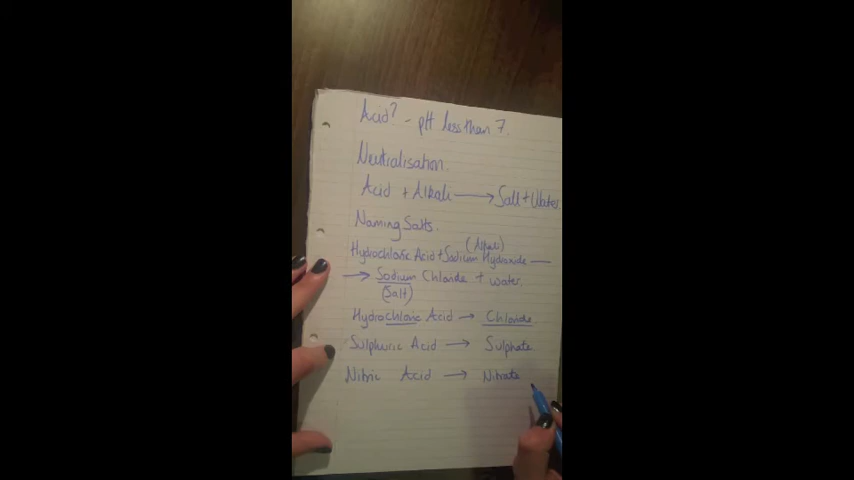 Acid? - pH less than 7.
Neutralisation.
Acid + Alkali → Salt + Water
Naming Salts.
Hydrochloric Acid + Sodium Hydroxide —
→ Sodium Chloride + water.
(Salt)
Hydrochloric Acid → Chloride
Sulphuric Acid → Sulphate
Nitric Acid → Nitrate